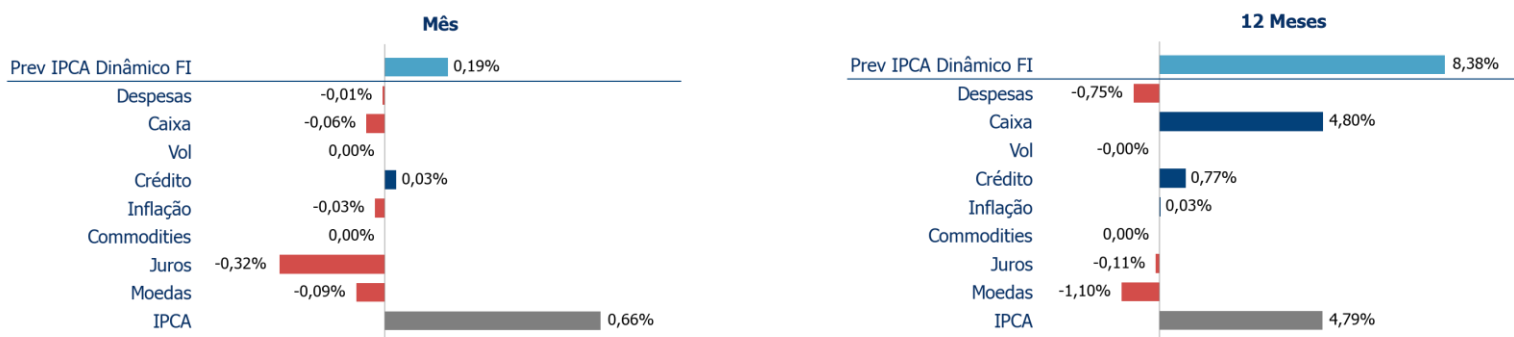 Mês
Prev IPCA Dinâmico FI 0,19%
Despesas -0,01%
Caixa -0,06%
Vol 0,00%
Crédito 0,03%
Inflação -0,03%
Commodities 0,00%
Juros -0,32%
Moedas -0,09%
IPCA 0,66%
12 Meses
Prev IPCA Dinâmico FI 8,38%
Despesas -0,75%
Caixa 4,80%
Vol -0,00%
Crédito 0,77%
Inflação 0,03%
Commodities 0,00%
Juros -0,11%
Moedas -1,10%
IPCA 4,79%